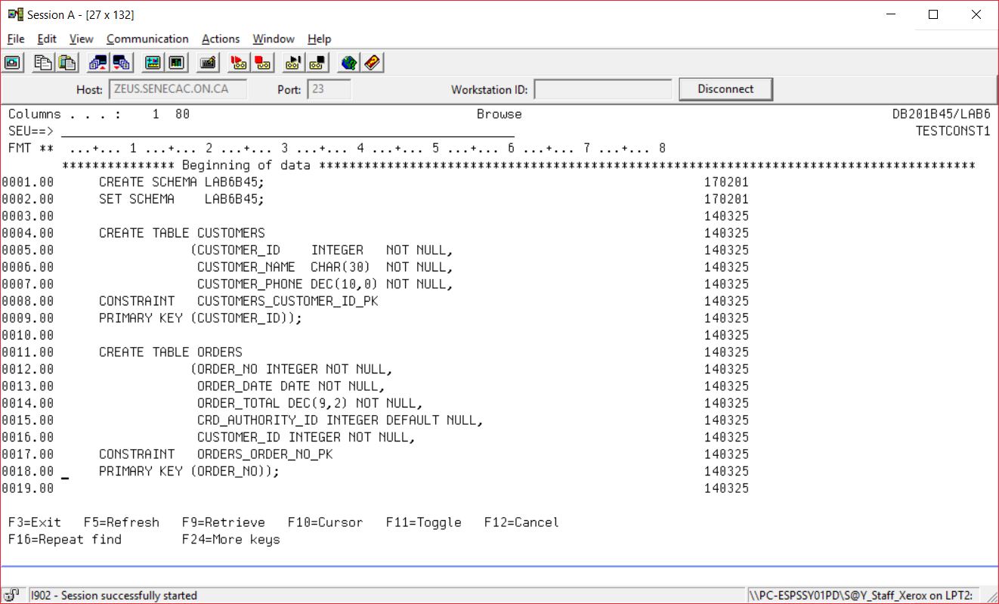 Session A - [27 x 132]
File Edit View Communication Actions Window Help
Host: ZEUS.SENECAC.ON.CA Port: 23 Workstation ID: Disconnect
Columns . . . :    1  80                                      Browse                                                 DB201B45/LAB6
SEU==>                                                                                                                  TESTCONST1
FMT **  ...+... 1 ...+... 2 ...+... 3 ...+... 4 ...+... 5 ...+... 6 ...+... 7 ...+... 8
        *************** Beginning of data ***************************************************************************************
0001.00      CREATE SCHEMA LAB6B45;                                                          170201
0002.00      SET SCHEMA    LAB6B45;                                                          170201
0003.00                                                                                      140325
0004.00      CREATE TABLE CUSTOMERS                                                          140325
0005.00                  (CUSTOMER_ID    INTEGER   NOT NULL,                                 140325
0006.00                   CUSTOMER_NAME  CHAR(30)  NOT NULL,                                 140325
0007.00                   CUSTOMER_PHONE DEC(10,0) NOT NULL,                                 140325
0008.00      CONSTRAINT   CUSTOMERS_CUSTOMER_ID_PK                                           140325
0009.00      PRIMARY KEY (CUSTOMER_ID));                                                     140325
0010.00                                                                                      140325
0011.00      CREATE TABLE ORDERS                                                             140325
0012.00                  (ORDER_NO INTEGER NOT NULL,                                         140325
0013.00                   ORDER_DATE DATE NOT NULL,                                          140325
0014.00                   ORDER_TOTAL DEC(9,2) NOT NULL,                                     140325
0015.00                   CRD_AUTHORITY_ID INTEGER DEFAULT NULL,                             140325
0016.00                   CUSTOMER_ID INTEGER NOT NULL,                                      140325
0017.00      CONSTRAINT   ORDERS_ORDER_NO_PK                                                 140325
0018.00      PRIMARY KEY (ORDER_NO));                                                        140325
0019.00                                                                                      140325
F3=Exit   F5=Refresh   F9=Retrieve   F10=Cursor   F11=Toggle   F12=Cancel
F16=Repeat find        F24=More keys
I902 - Session successfully started \\PC-ESPSSY01PD\S@Y_Staff_Xerox on LPT2: